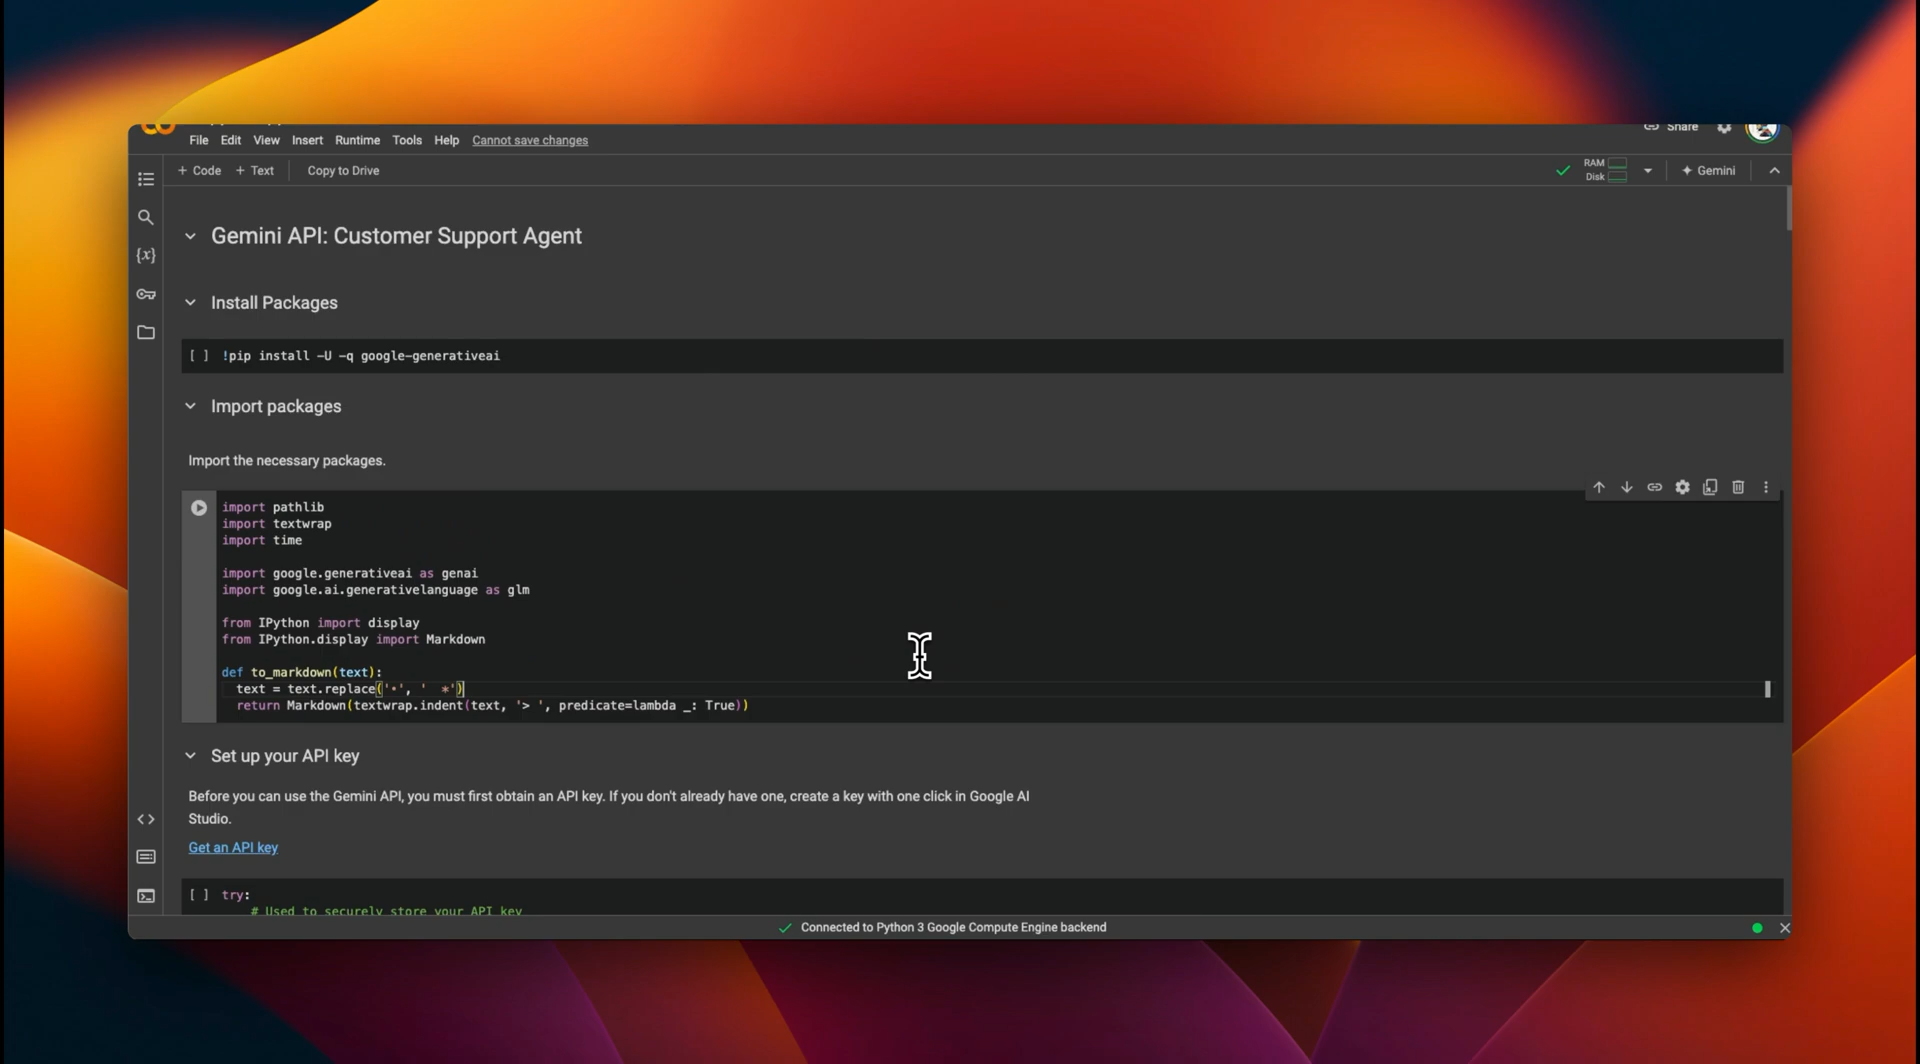 File Edit View Insert Runtime Tools Help Cannot save changes
Share
+ Code + Text Copy to Drive
RAM
Disk
Gemini
Gemini API: Customer Support Agent
Install Packages
[ ] !pip install -U -q google-generativeai
Import packages
Import the necessary packages.
import pathlib
import textwrap
import time
import google.generativeai as genai
import google.ai.generativelanguage as glm
from IPython import display
from IPython.display import Markdown
def to_markdown(text):
text = text.replace('•', '  *')
return Markdown(textwrap.indent(text, '> ', predicate=lambda _: True))
Set up your API key
Before you can use the Gemini API, you must first obtain an API key. If you don't already have one, create a key with one click in Google AI
Studio.
Get an API key
[ ] try:
# Used to securely store your API key
Connected to Python 3 Google Compute Engine backend